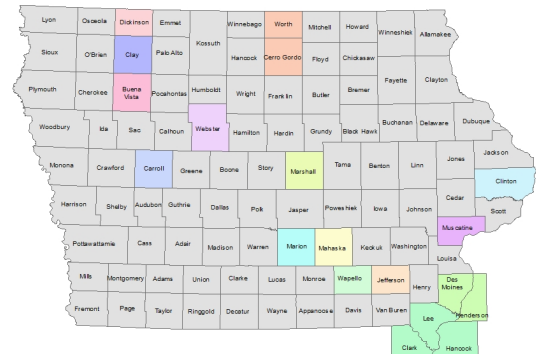 Lyon Osceola Dickinson Emmet Winnebago Worth Mitchell Howard Winneshiek Allamakee
Kossuth
Sioux O'Brien Clay Palo Alto Hancock Cerro Gordo Floyd Chickasaw
Fayette Clayton
Plymouth Cherokee Buena Vista Pocahontas Humboldt Wright Franklin Butler Bremer
Woodbury Ida Sac Calhoun Webster Hamilton Hardin Grundy Black Hawk Buchanan Delaware Dubuque
Monona Crawford Carroll Greene Boone Story Marshall Tama Benton Linn Jones Jackson
Clinton
Harrison Shelby Audubon Guthrie Dallas Polk Jasper Poweshiek Iowa Johnson Cedar Scott
Muscatine
Pottawattamie Cass Adair Madison Warren Marion Mahaska Keokuk Washington Louisa
Mills Montgomery Adams Union Clarke Lucas Monroe Wapello Jefferson Henry Des Moines
Fremont Page Taylor Ringgold Decatur Wayne Appanoose Davis Van Buren Lee Henderson
Clark Hancock